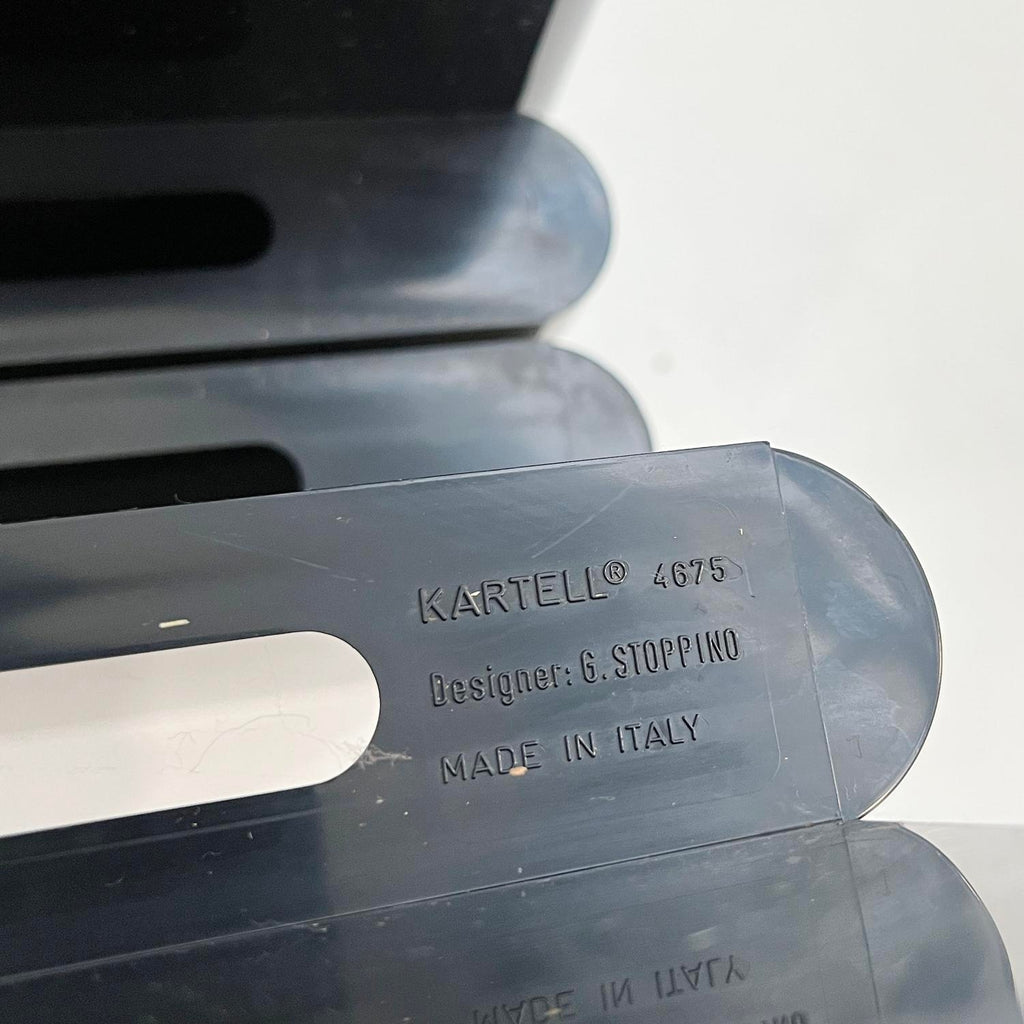 KARTELL® 4675
Designer: G. STOPPINO
MADE IN ITALY